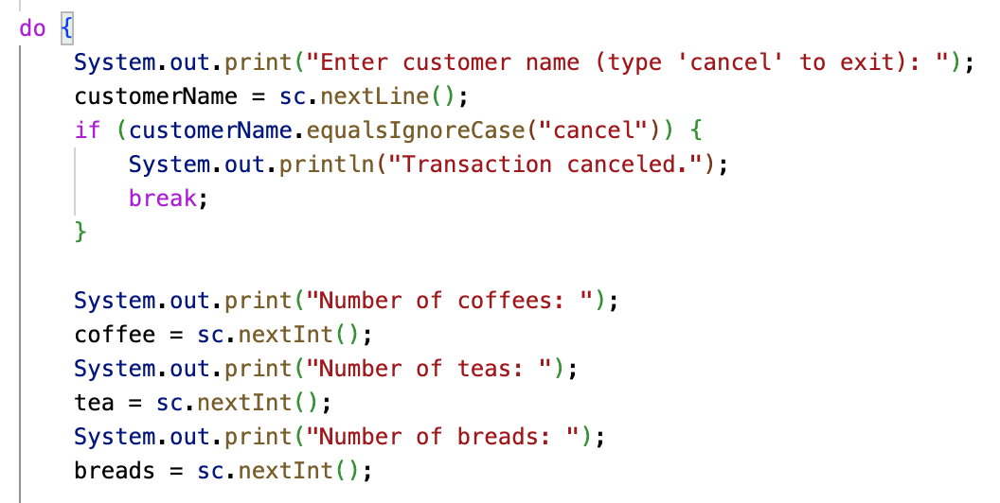 do {
System.out.print("Enter customer name (type 'cancel' to exit): ");
customerName = sc.nextLine();
if (customerName.equalsIgnoreCase("cancel")) {
System.out.println("Transaction canceled.");
break;
}
System.out.print("Number of coffees: ");
coffee = sc.nextInt();
System.out.print("Number of teas: ");
tea = sc.nextInt();
System.out.print("Number of breads: ");
breads = sc.nextInt();